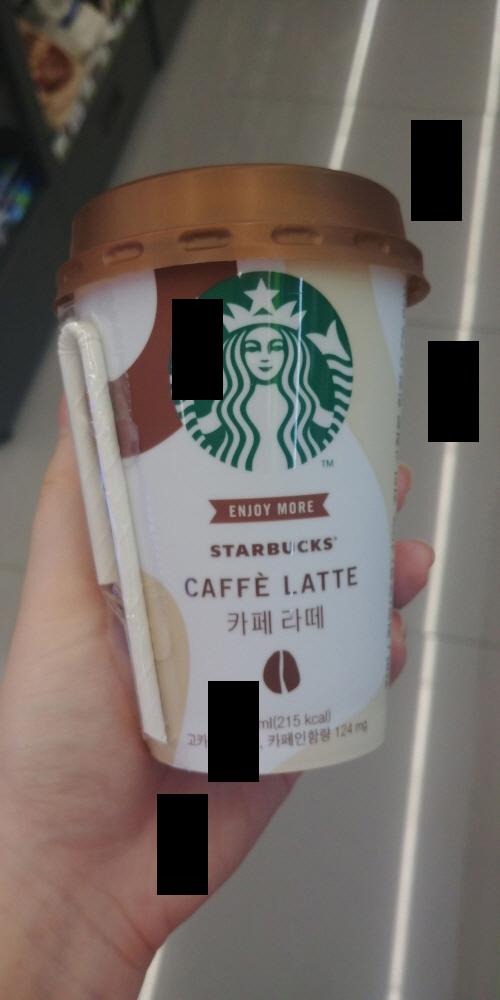 TM
ENJOY MORE
STARBUCKS
CAFFÈ LATTE
카페 라떼
ml(215 kcal)
카페인함량 124 mg